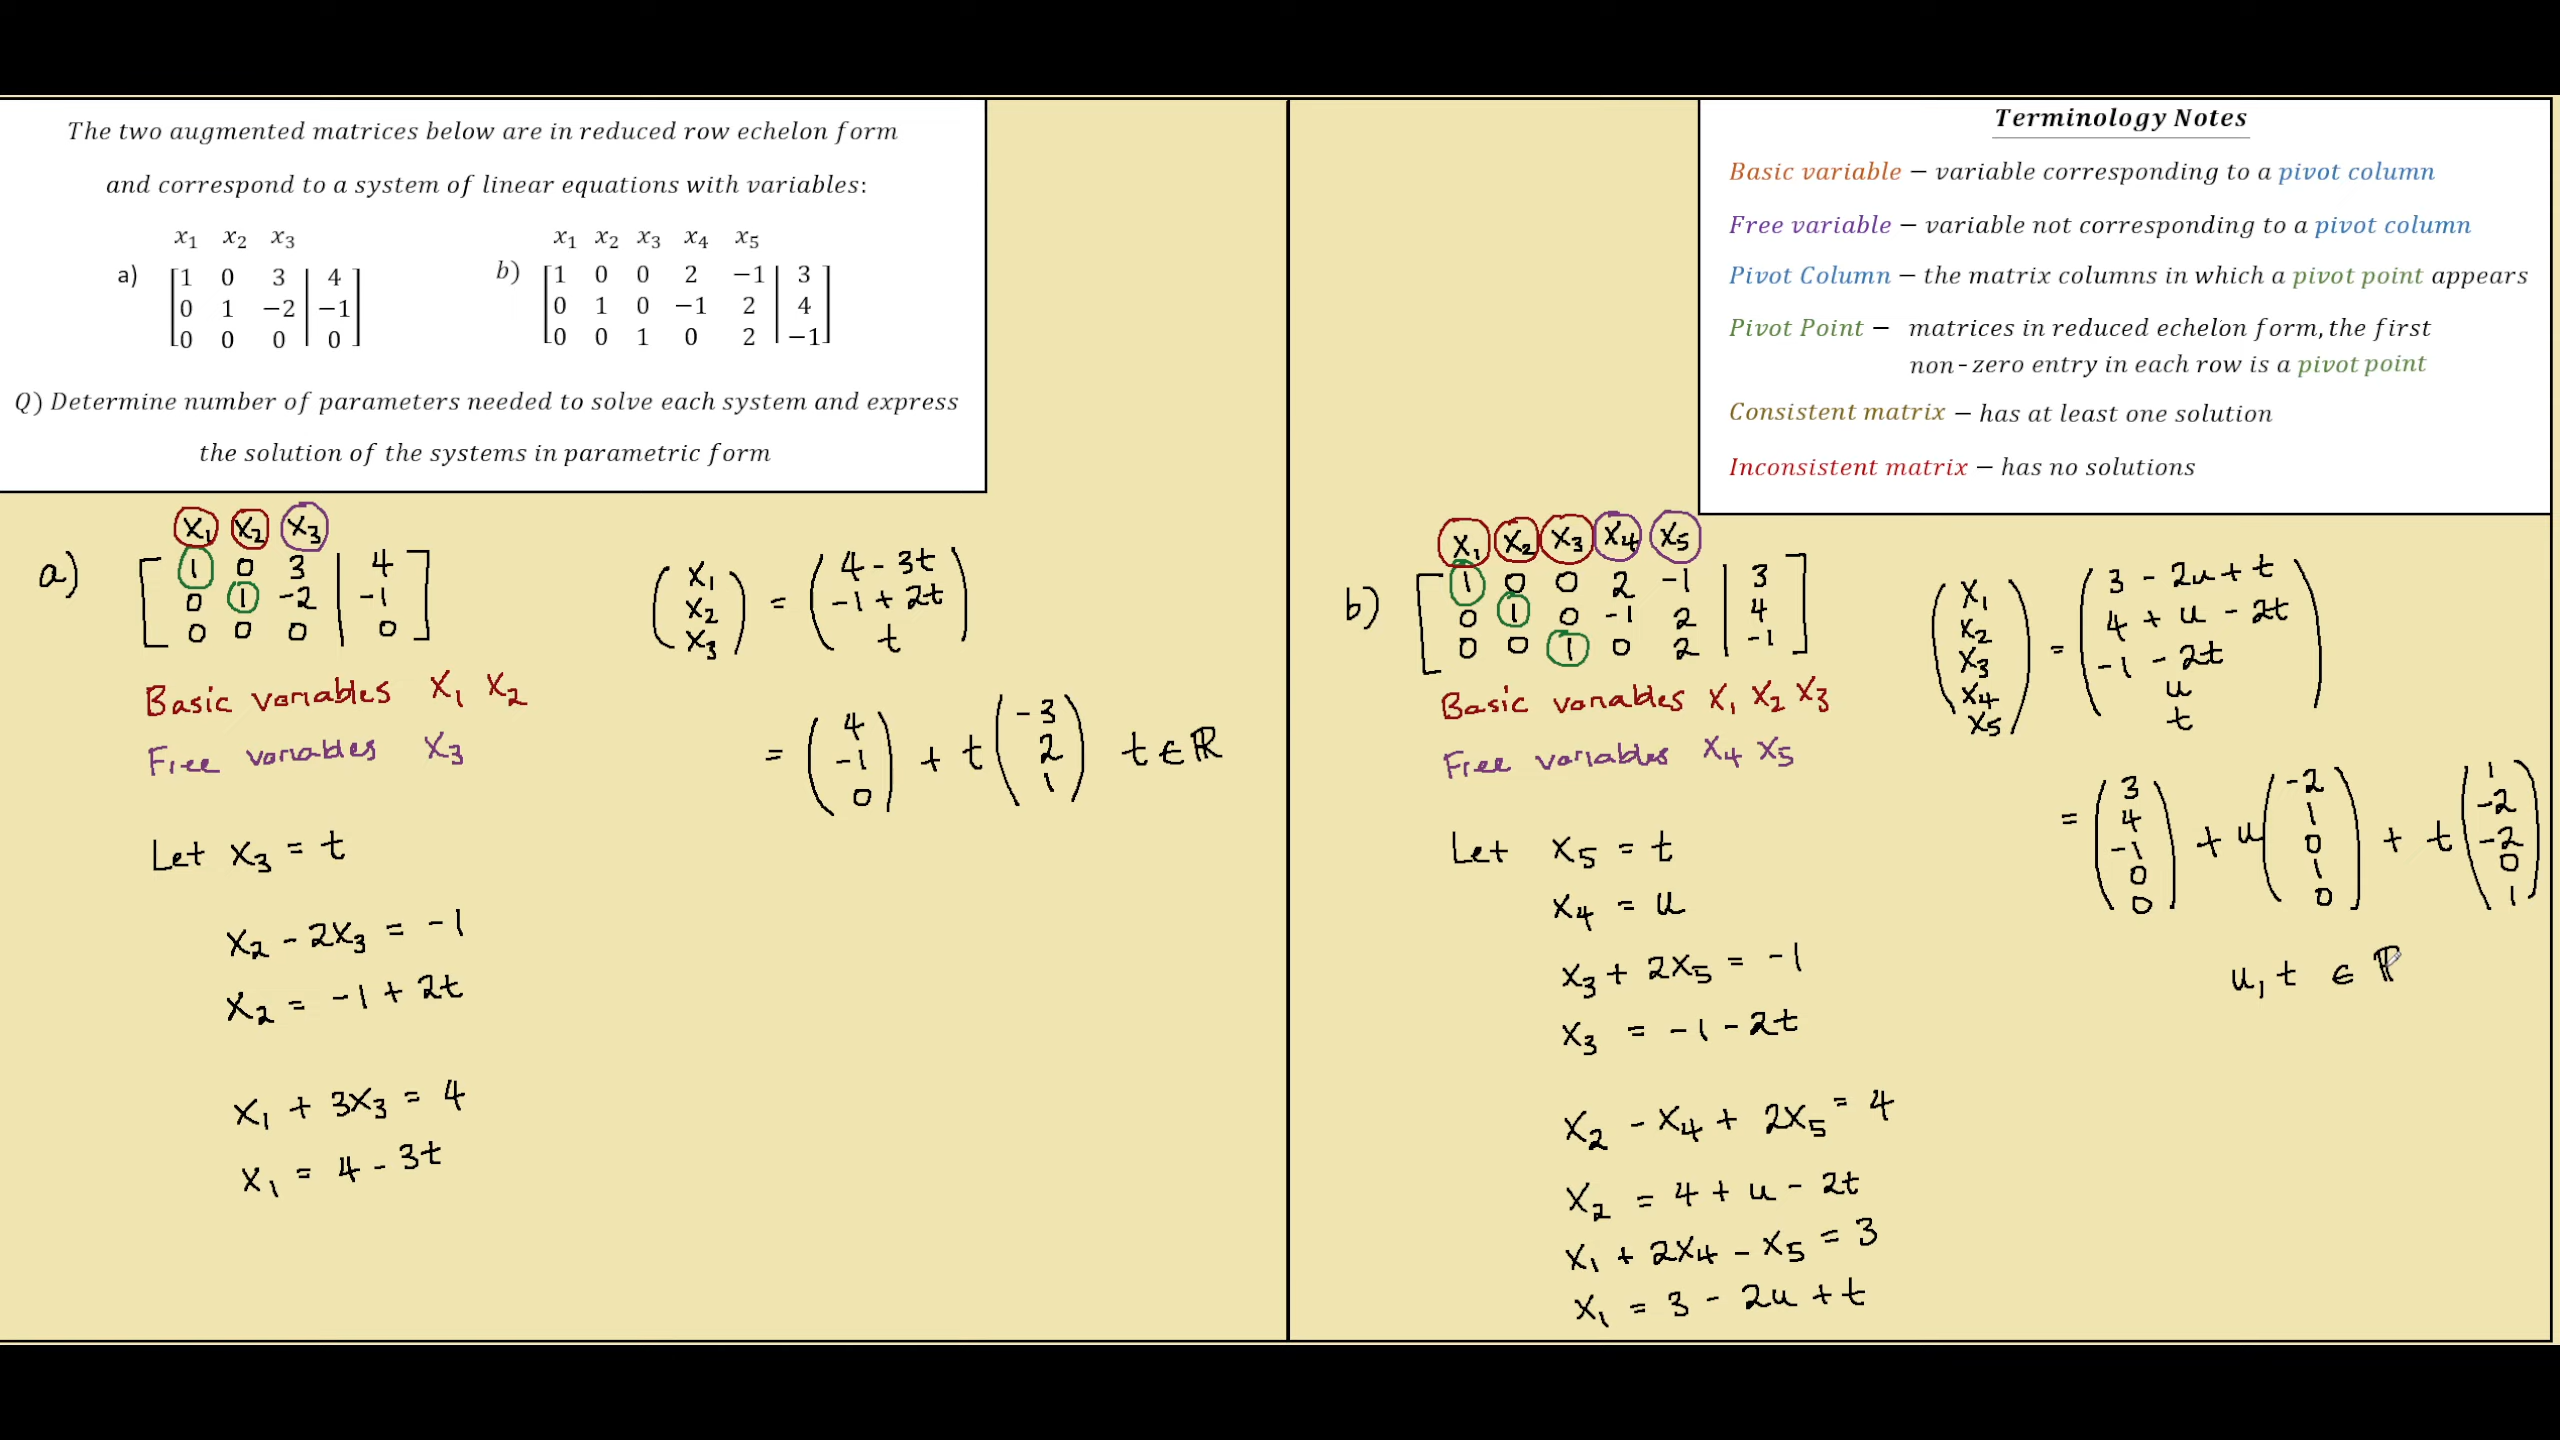 The two augmented matrices below are in reduced row echelon form
and correspond to a system of linear equations with variables:
x₁ x₂ x₃
a)
1 0 3 | 4
0 1 −2 | −1
0 0 0 | 0
x₁ x₂ x₃ x₄ x₅
b)
1 0 0 2 −1 | 3
0 1 0 −1 2 | 4
0 0 1 0 2 | −1
Q) Determine number of parameters needed to solve each system and express
the solution of the systems in parametric form
Terminology Notes
Basic variable − variable corresponding to a pivot column
Free variable − variable not corresponding to a pivot column
Pivot Column − the matrix columns in which a pivot point appears
Pivot Point − matrices in reduced echelon form, the first
non-zero entry in each row is a pivot point
Consistent matrix − has at least one solution
Inconsistent matrix − has no solutions
a)
x₁ x₂ x₃
1 0 3 | 4
0 1 -2 | -1
0 0 0 | 0
Basic variables x₁ x₂
Free variables x₃
Let x₃ = t
x₂ - 2x₃ = -1
x₂ = -1 + 2t
x₁ + 3x₃ = 4
x₁ = 4 - 3t
(x₁ x₂ x₃) = (4 - 3t, -1 + 2t, t)
= (4 -1 0) + t (-3 2 1) t ∈ ℝ
b)
x₁ x₂ x₃ x₄ x₅
1 0 0 2 -1 | 3
0 1 0 -1 2 | 4
0 0 1 0 2 | -1
Basic variables x₁ x₂ x₃
Free variables x₄ x₅
Let x₅ = t
x₄ = u
x₃ + 2x₅ = -1
x₃ = -1 - 2t
x₂ - x₄ + 2x₅ = 4
x₂ = 4 + u - 2t
x₁ + 2x₄ - x₅ = 3
x₁ = 3 - 2u + t
(x₁ x₂ x₃ x₄ x₅) = (3 - 2u + t, 4 + u - 2t, -1 - 2t, u, t)
= (3 4 -1 0 0) + u (-2 1 0 1 0) + t (1 -2 -2 0 1)
u, t ∈ ℙ